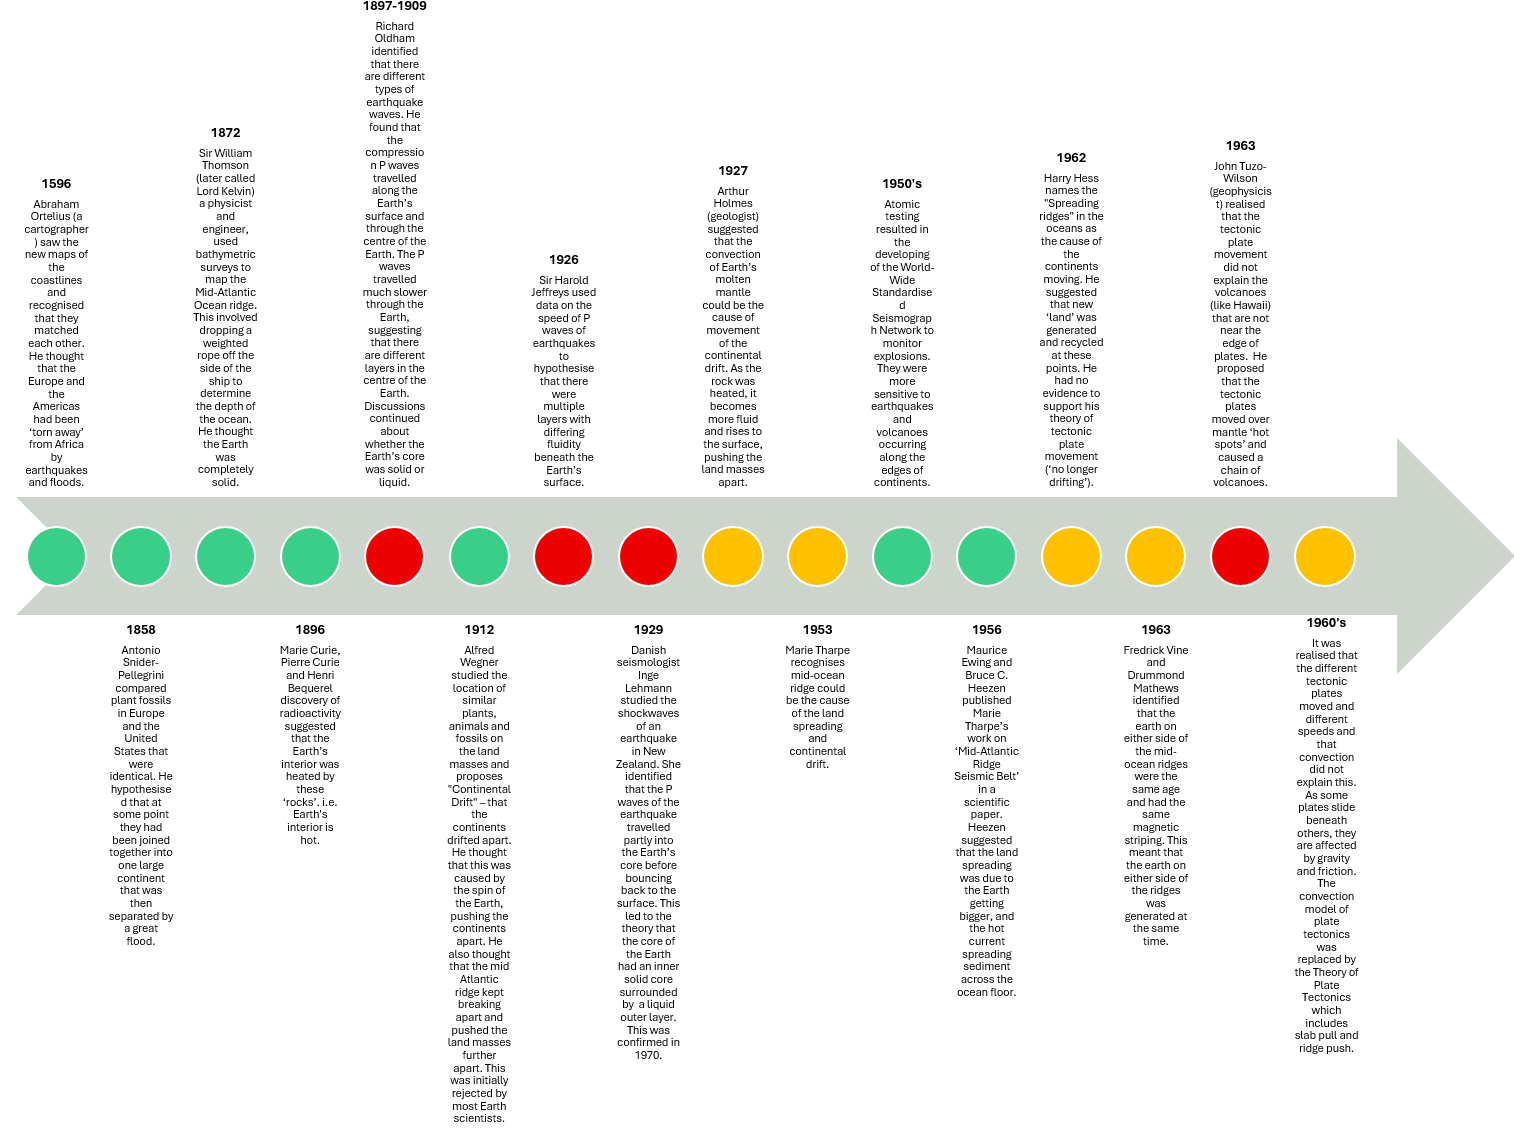 1596
Abraham
Ortelius (a
cartographer
) saw the
new maps of
the
coastlines
and
recognised
that they
matched
each other.
He thought
that the
Europe and
the
Americas
had been
‘torn away’
from Africa
by
earthquakes
and floods.
1858
Antonio
Snider-
Pellegrini
compared
plant fossils
in Europe
and the
United
States that
were
identical. He
hypothesise
d that at
some point
they had
been joined
together into
one large
continent
that was
then
separated by
a great
flood.
1872
Sir William
Thomson
(later called
Lord Kelvin)
a physicist
and
engineer,
used
bathymetric
surveys to
map the
Mid-Atlantic
Ocean ridge.
This involved
dropping a
weighted
rope off the
side of the
ship to
determine
the depth of
the ocean.
He thought
the Earth
was
completely
solid.
1896
Marie Curie,
Pierre Curie
and Henri
Bequerel
discovery of
radioactivity
suggested
that the
Earth’s
interior was
heated by
these
‘rocks’. i.e.
Earth's
interior is
hot.
1897-1909
Richard
Oldham
identified
that there
are different
types of
earthquake
waves. He
found that
the
compressio
n P waves
travelled
along the
Earth’s
surface and
through the
centre of the
Earth. The P
waves
travelled
much slower
through the
Earth,
suggesting
that there
are different
layers in the
centre of the
Earth.
Discussions
continued
about
whether the
Earth’s core
was solid or
liquid.
1912
Alfred
Wegner
studied the
location of
similar
plants,
animals and
fossils on
the land
masses and
proposes
"Continental
Drift" – that
the
continents
drifted apart.
He thought
that this was
caused by
the spin of
the Earth,
pushing the
continents
apart. He
also thought
that the mid
Atlantic
ridge kept
breaking
apart and
pushed the
land masses
further
apart. This
was initially
rejected by
most Earth
scientists.
1926
Sir Harold
Jeffreys used
data on the
speed of P
waves of
earthquakes
to
hypothesise
that there
were
multiple
layers with
differing
fluidity
beneath the
Earth’s
surface.
1929
Danish
seismologist
Inge
Lehmann
studied the
shockwaves
of an
earthquake
in New
Zealand. She
identified
that the P
waves of the
earthquake
travelled
partly into
the Earth’s
core before
bouncing
back to the
surface. This
led to the
theory that
the core of
the Earth
had an inner
solid core
surrounded
by  a liquid
outer layer.
This was
confirmed in
1970.
1927
Arthur
Holmes
(geologist)
suggested
that the
convection
of Earth’s
molten
mantle
could be the
cause of
movement
of the
continental
drift. As the
rock was
heated, it
becomes
more fluid
and rises to
the surface,
pushing the
land masses
apart.
1953
Marie Tharpe
recognises
mid-ocean
ridge could
be the cause
of the land
spreading
and
continental
drift.
1950's
Atomic
testing
resulted in
the
developing
of the World-
Wide
Standardise
d
Seismograp
h Network to
monitor
explosions.
They were
more
sensitive to
earthquakes
and
volcanoes
occurring
along the
edges of
continents.
1956
Maurice
Ewing and
Bruce C.
Heezen
published
Marie
Tharpe’s
work on
‘Mid-Atlantic
Ridge
Seismic Belt’
in a
scientific
paper.
Heezen
suggested
that the land
spreading
was due to
the Earth
getting
bigger, and
the hot
current
spreading
sediment
across the
ocean floor.
1962
Harry Hess
names the
"Spreading
ridges" in the
oceans as
the cause of
the
continents
moving. He
suggested
that new
‘land’ was
generated
and recycled
at these
points. He
had no
evidence to
support his
theory of
tectonic
plate
movement
(‘no longer
drifting’).
1963
Fredrick Vine
and
Drummond
Mathews
identified
that the
earth on
either side of
the mid-
ocean ridges
were the
same age
and had the
same
magnetic
striping. This
meant that
the earth on
either side of
the ridges
was
generated at
the same
time.
1963
John Tuzo-
Wilson
(geophysicis
t) realised
that the
tectonic
plate
movement
did not
explain the
volcanoes
(like Hawaii)
that are not
near the
edge of
plates.  He
proposed
that the
tectonic
plates
moved over
mantle ‘hot
spots’ and
caused a
chain of
volcanoes.
1960's
It was
realised that
the different
tectonic
plates
moved and
different
speeds and
that
convection
did not
explain this.
As some
plates slide
beneath
others, they
are affected
by gravity
and friction.
The
convection
model of
plate
tectonics
was
replaced by
the Theory of
Plate
Tectonics
which
includes
slab pull and
ridge push.